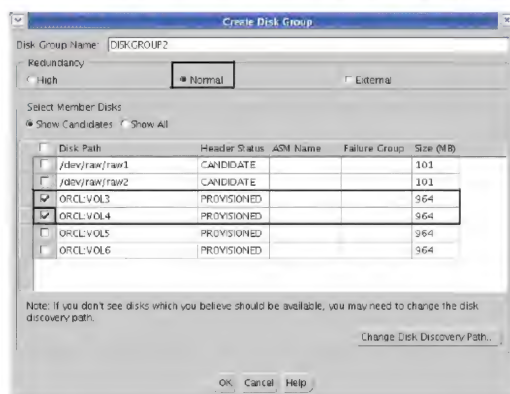 Create Disk Group
Disk Group Name: DISKGROUP2
Redundancy
High Normal External
Select Member Disks
Show Candidates Show All
Disk Path Header Status ASM Name Failure Group Size (MB)
/dev/raw/raw1 CANDIDATE 101
/dev/raw/raw2 CANDIDATE 101
ORCL:VOL3 PROVISIONED 964
ORCL:VOL4 PROVISIONED 964
ORCL:VOL5 PROVISIONED 964
ORCL:VOL6 PROVISIONED 964
Note: If you don't see disks which you believe should be available, you may need to change the disk
discovery path.
Change Disk Discovery Path..
OK Cancel Help